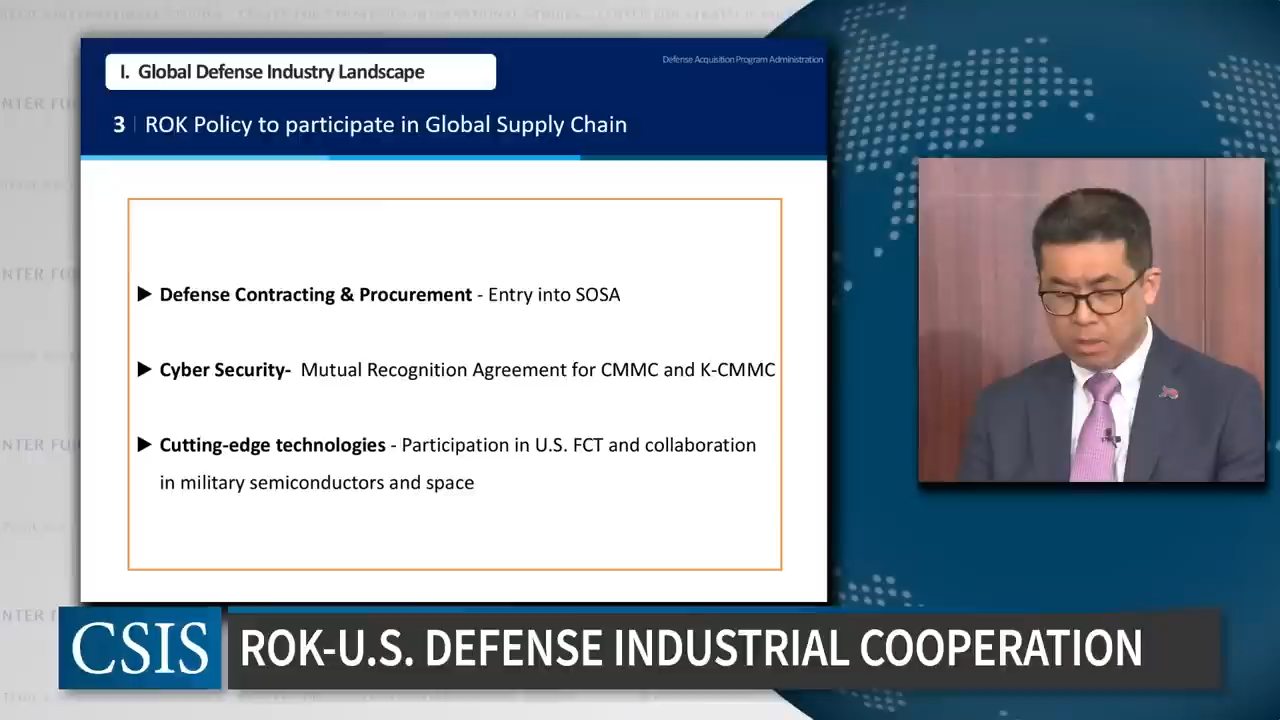 I. Global Defense Industry Landscape
Defense Acquisition Program Administration
3 | ROK Policy to participate in Global Supply Chain
▶ Defense Contracting & Procurement - Entry into SOSA
▶ Cyber Security- Mutual Recognition Agreement for CMMC and K-CMMC
▶ Cutting-edge technologies - Participation in U.S. FCT and collaboration
in military semiconductors and space
CSIS
ROK-U.S. DEFENSE INDUSTRIAL COOPERATION